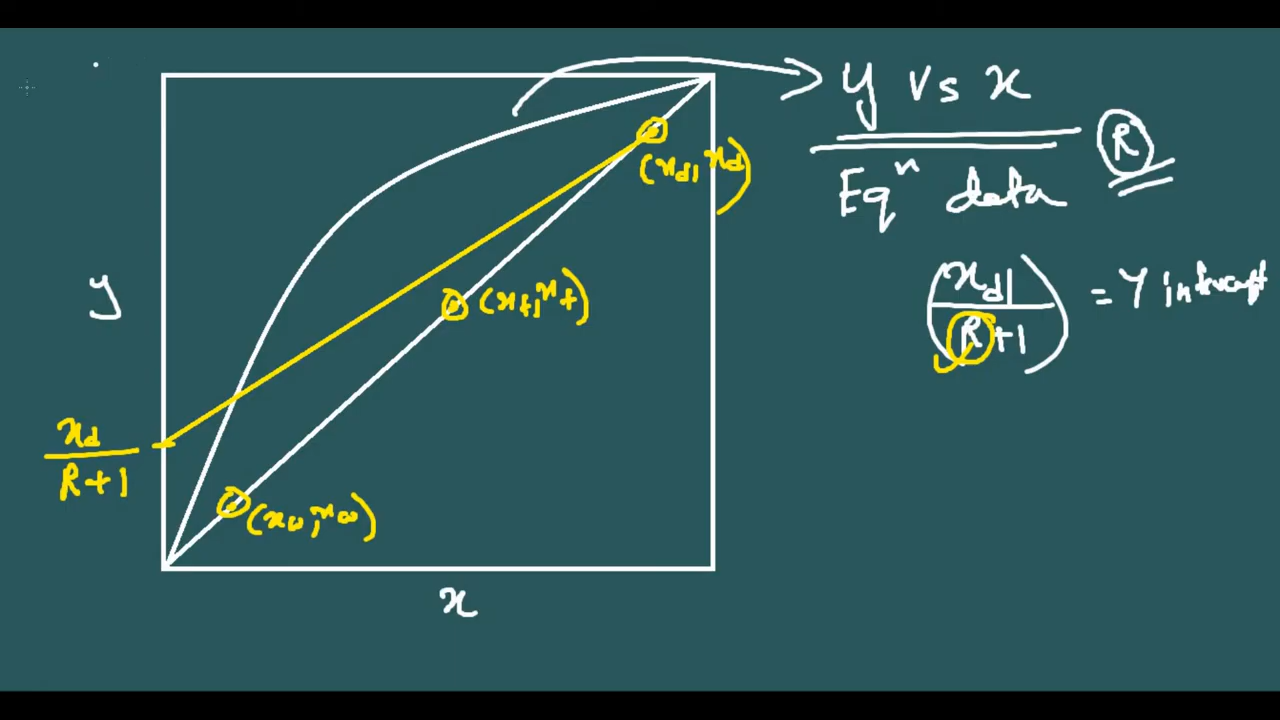 y vs x
R
Eqn data
(xd, xd)
y
(xd/(R+1)) = Y intercept
(xf, xf)
xd/(R+1)
(xw, xw)
x